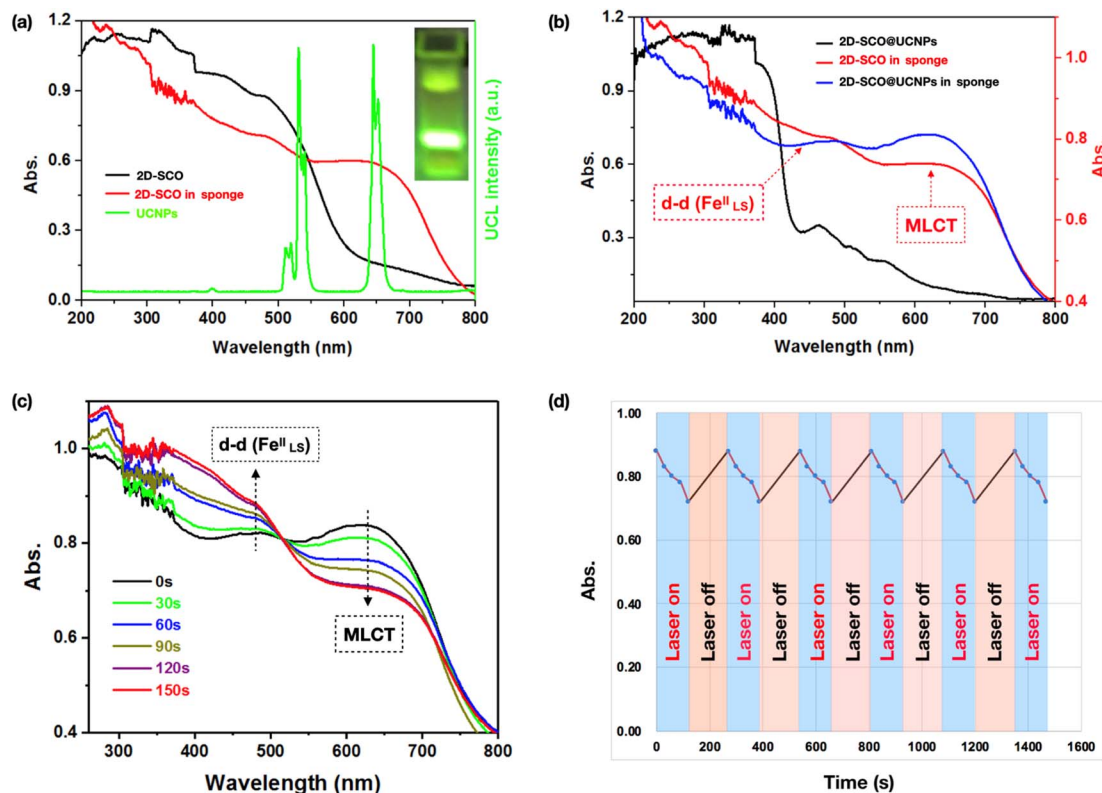 (a)
1.2
0.9
0.6
0.3
0.0
Abs.
2D-SCO
2D-SCO in sponge
UCNPs
UCL intensity (a.u.)
200 300 400 500 600 700 800
Wavelength (nm)
(b)
1.2
0.9
0.6
0.3
Abs.
2D-SCO@UCNPs
2D-SCO in sponge
2D-SCO@UCNPs in sponge
d-d (Feᴵᴵ LS)
MLCT
1.0
0.8
0.6
0.4
Abs.
200 300 400 500 600 700 800
Wavelength (nm)
(c)
1.0
0.8
0.6
0.4
Abs.
d-d (Feᴵᴵ LS)
MLCT
0s
30s
60s
90s
120s
150s
300 400 500 600 700 800
Wavelength (nm)
(d)
1.00
0.80
0.60
0.40
0.20
0.00
Abs.
Laser on
Laser off
Laser on
Laser off
Laser on
Laser off
Laser on
Laser off
Laser on
Laser off
Laser on
0 200 400 600 800 1000 1200 1400 1600
Time (s)